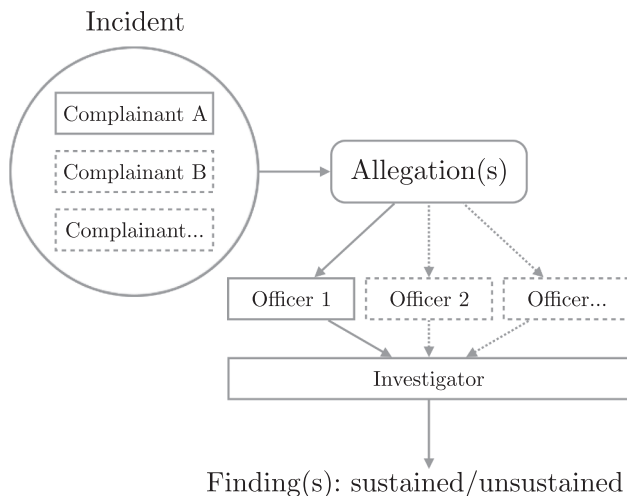 Incident
Complainant A
Complainant B
Complainant...
Allegation(s)
Officer 1
Officer 2
Officer...
Investigator
Finding(s): sustained/unsustained